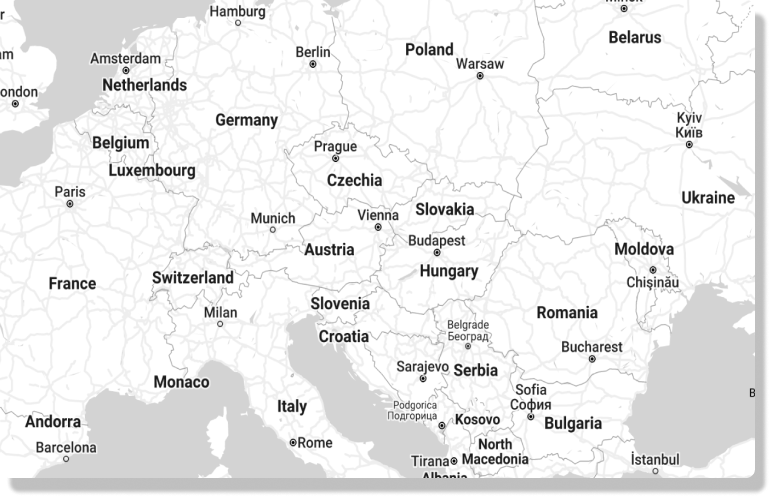 Hamburg
Minsk
Belarus
Poland
Berlin
Amsterdam
Warsaw
Netherlands
ondon
Germany
Kyiv
Київ
Belgium
Prague
Luxembourg
Czechia
Paris
Ukraine
Munich
Vienna
Slovakia
Budapest
Austria
Moldova
Hungary
Switzerland
France
Chișinău
Slovenia
Milan
Romania
Belgrade
Београд
Croatia
Bucharest
Sarajevo
Serbia
Monaco
Sofia
София
Podgorica
Подгорица
Italy
Kosovo
Bulgaria
Andorra
North
Macedonia
Rome
Barcelona
Tirana
İstanbul
Albania